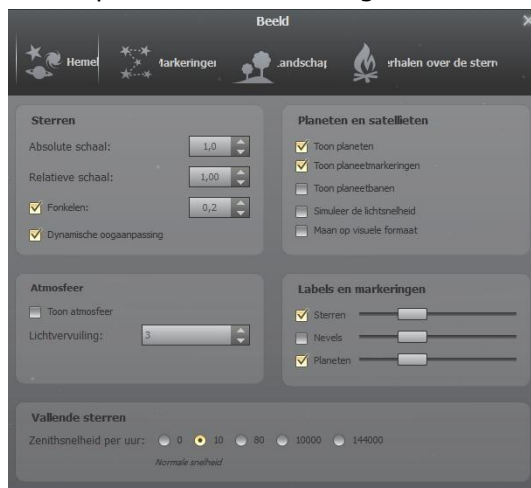 Beeld
Hemel
Markeringen
andschap
rhalen over de sterr
Sterren
Absolute schaal: 1,0
Relatieve schaal: 1,00
Fonkelen: 0,2
Dynamische oogaanpassing
Planeten en satellieten
Toon planeten
Toon planeetmarkeringen
Toon planeetbanen
Simuleer de lichtsnelheid
Maan op visuele formaat
Atmosfeer
Toon atmosfeer
Lichtvervuiling: 3
Labels en markeringen
Sterren
Nevels
Planeten
Vallende sterren
Zenithsnelheid per uur: 0 10 80 10000 144000
Normale snelheid